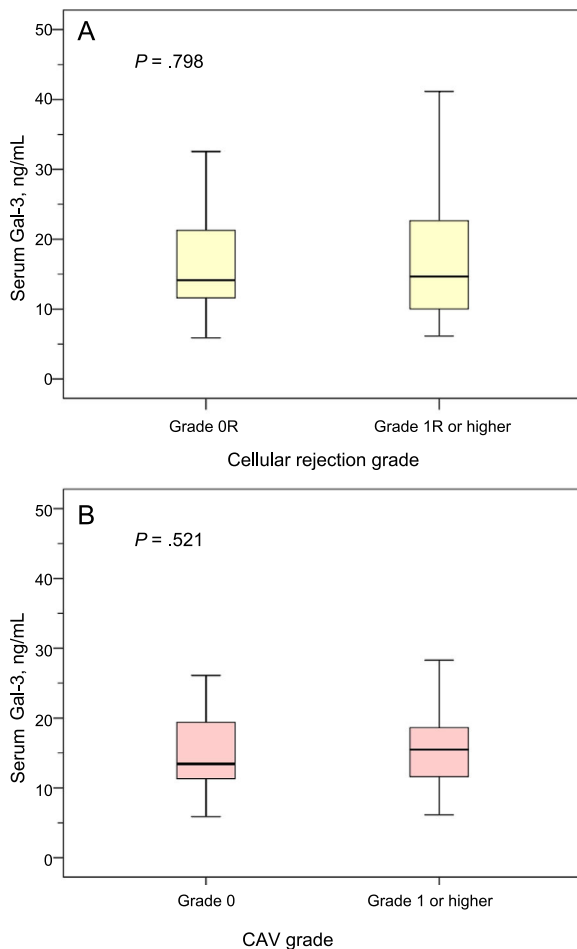 A
P = .798
50
40
30
20
10
0
Serum Gal-3, ng/mL
Grade 0R Grade 1R or higher
Cellular rejection grade
B
P = .521
50
40
30
20
10
0
Serum Gal-3, ng/mL
Grade 0 Grade 1 or higher
CAV grade